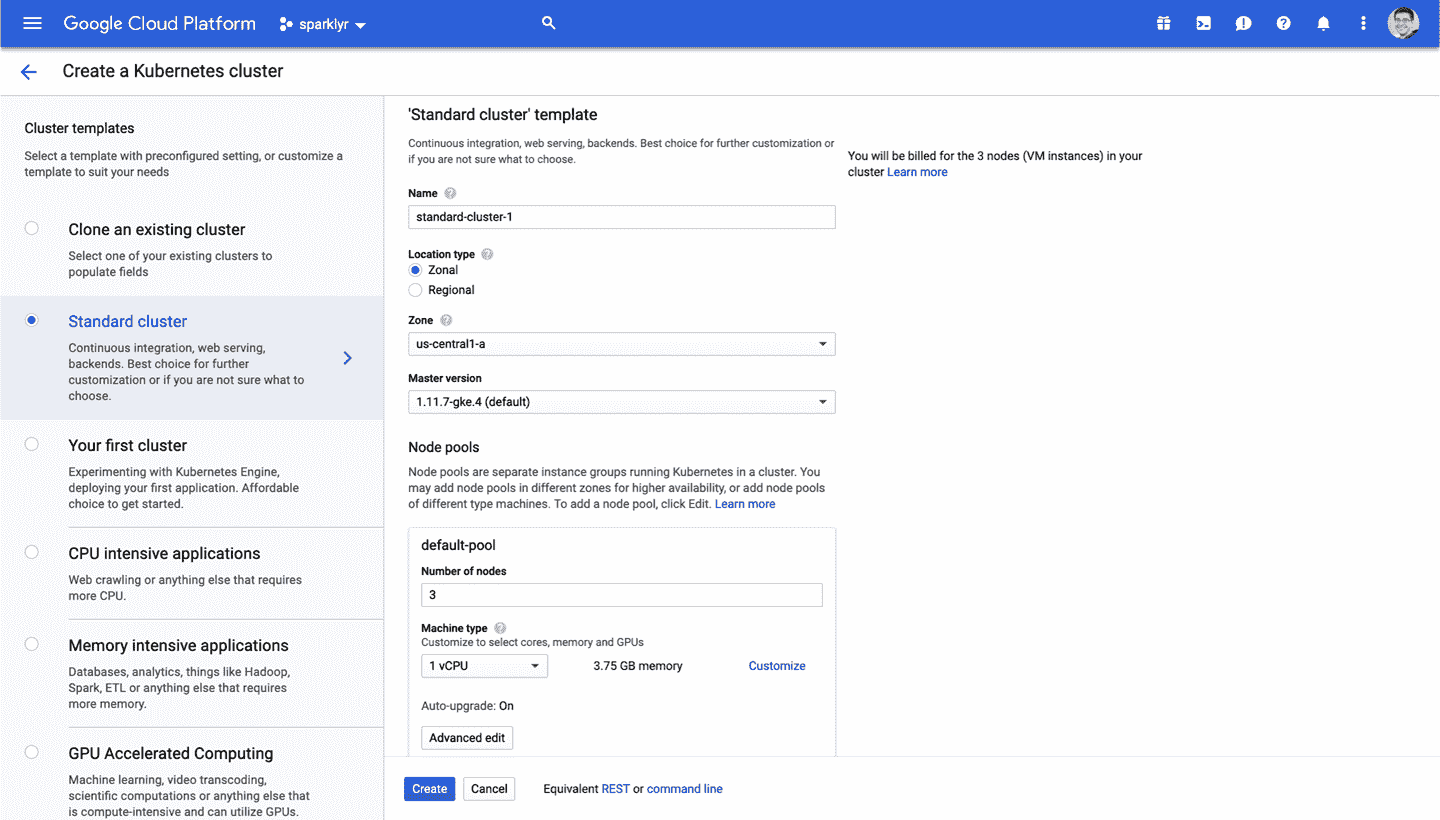 Google Cloud Platform
sparklyr
Create a Kubernetes cluster
Cluster templates
Select a template with preconfigured setting, or customize a
template to suit your needs
Clone an existing cluster
Select one of your existing clusters to
populate fields
Standard cluster
Continuous integration, web serving,
backends. Best choice for further
customization or if you are not sure what to
choose.
Your first cluster
Experimenting with Kubernetes Engine,
deploying your first application. Affordable
choice to get started.
CPU intensive applications
Web crawling or anything else that requires
more CPU.
Memory intensive applications
Databases, analytics, things like Hadoop,
Spark, ETL or anything else that requires
more memory.
GPU Accelerated Computing
Machine learning, video transcoding,
scientific computations or anything else that
is compute-intensive and can utilize GPUs.
'Standard cluster' template
Continuous integration, web serving, backends. Best choice for further customization or
if you are not sure what to choose.
Name
standard-cluster-1
Location type
Zonal
Regional
Zone
us-central1-a
Master version
1.11.7-gke.4 (default)
Node pools
Node pools are separate instance groups running Kubernetes in a cluster. You
may add node pools in different zones for higher availability, or add node pools
of different type machines. To add a node pool, click Edit. Learn more
default-pool
Number of nodes
3
Machine type
Customize to select cores, memory and GPUs
1 vCPU
3.75 GB memory
Customize
Auto-upgrade: On
Advanced edit
Create
Cancel
Equivalent REST or command line
You will be billed for the 3 nodes (VM instances) in your
cluster Learn more